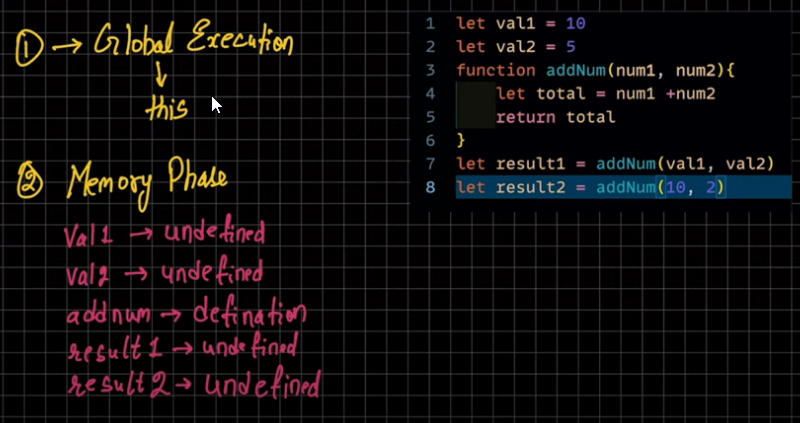 ① → Global Execution
↓
this
② Memory Phase
Val1 → undefined
val2 → undefined
addnum → defination
result1 → undefined
result2 → undefined
1 let val1 = 10
2 let val2 = 5
3 function addNum(num1, num2){
4     let total = num1 +num2
5     return total
6 }
7 let result1 = addNum(val1, val2)
8 let result2 = addNum(10, 2)